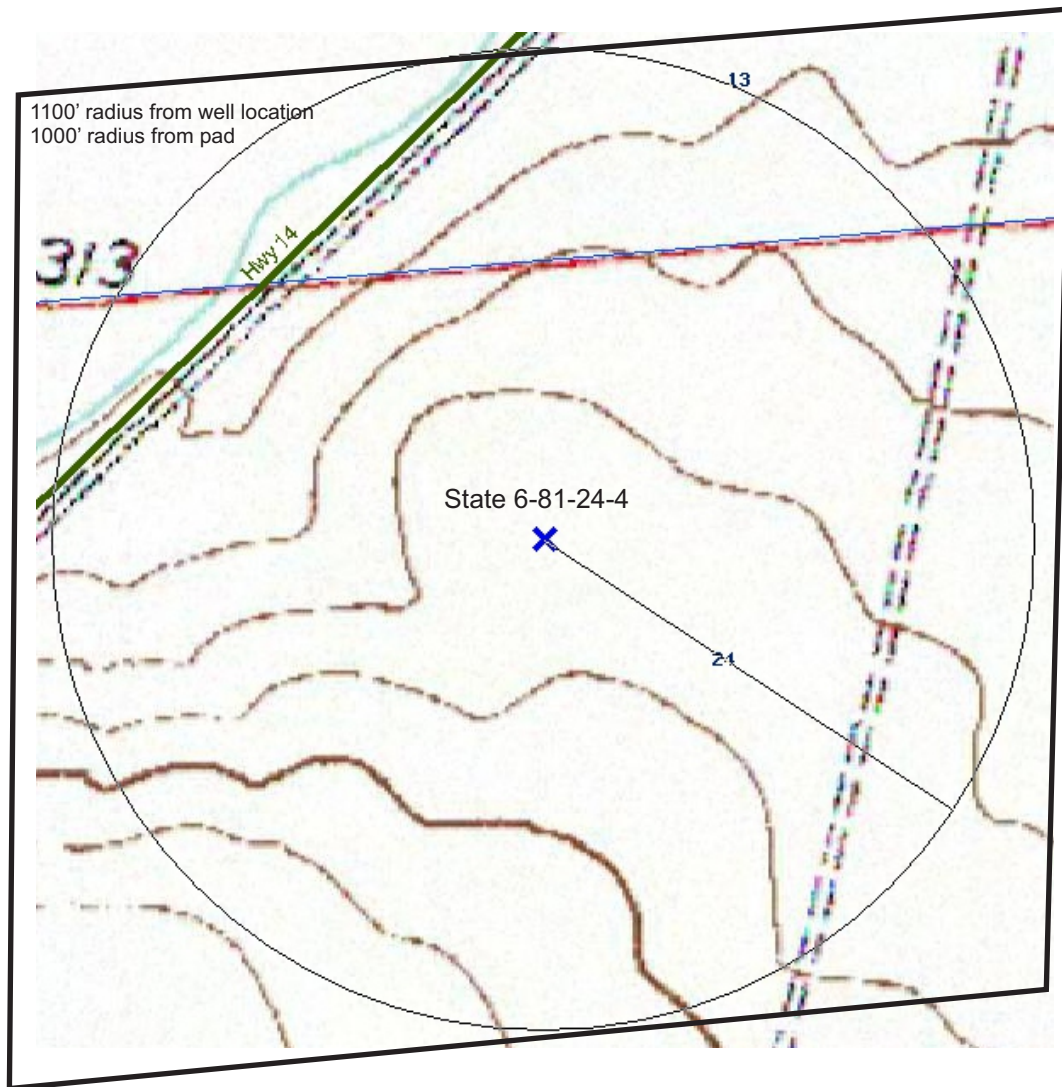 1100' radius from well location
1000' radius from pad
13
Hwy 14
313
State 6-81-24-4
24